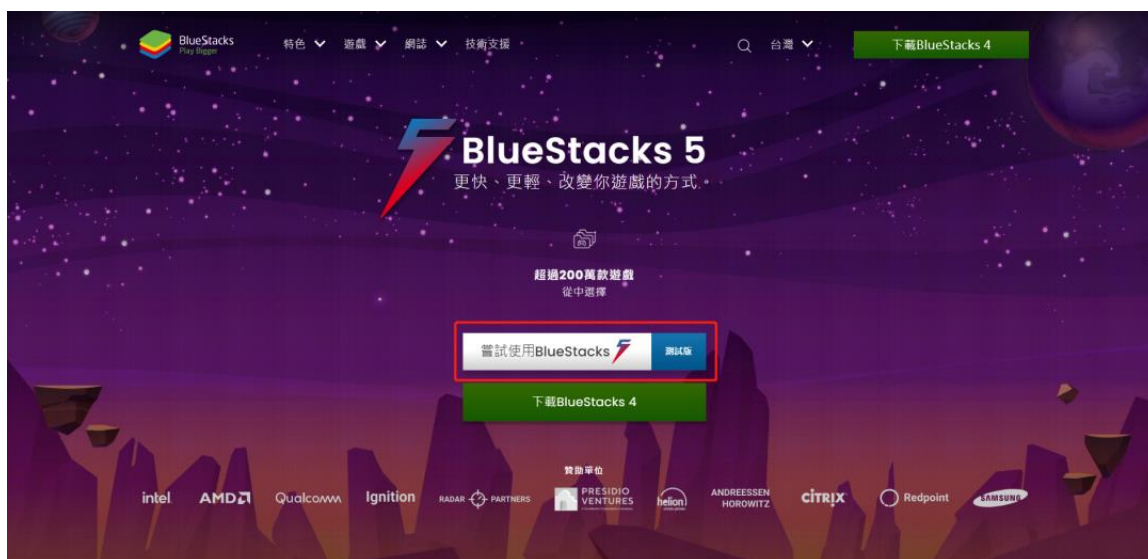 BlueStacks
Play Bigger
特色 遊戲 網誌 技術支援
台灣
下載BlueStacks 4
BlueStacks 5
更快、更輕、改變你遊戲的方式。
超過200萬款遊戲
從中選擇
嘗試使用BlueStacks 5 測試版
下載BlueStacks 4
贊助單位
intel AMD Qualcomm Ignition RADAR PARTNERS PRESIDIO VENTURES helion ANDREESSEN HOROWITZ CITRIX Redpoint SAMSUNG